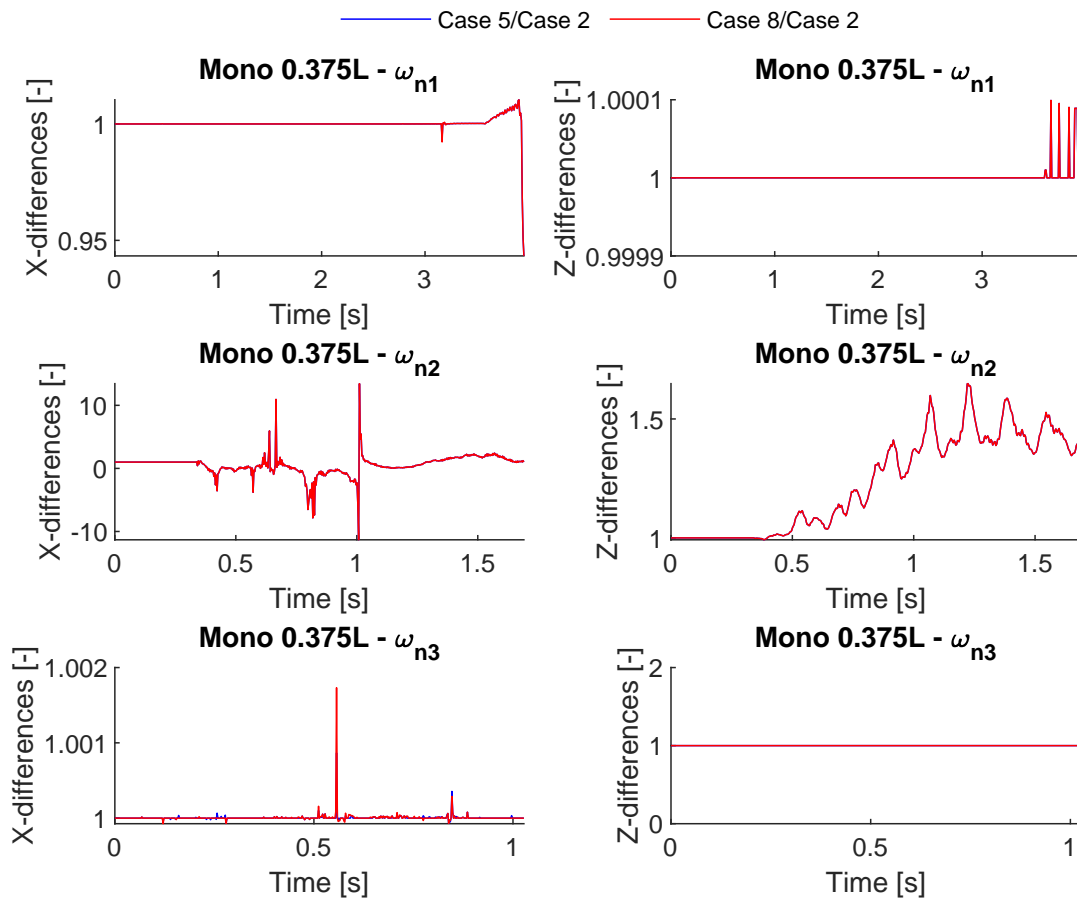 Case 5/Case 2 Case 8/Case 2
Mono 0.375L - ωn1
X-differences [-]
1
0.95
0 1 2 3
Time [s]
Mono 0.375L - ωn1
Z-differences [-]
1.0001
1
0.9999
0 1 2 3
Time [s]
Mono 0.375L - ωn2
X-differences [-]
10
0
-10
0 0.5 1 1.5
Time [s]
Mono 0.375L - ωn2
Z-differences [-]
1.5
1
0 0.5 1 1.5
Time [s]
Mono 0.375L - ωn3
X-differences [-]
1.002
1.001
1
0 0.5 1
Time [s]
Mono 0.375L - ωn3
Z-differences [-]
2
1
0
0 0.5 1
Time [s]